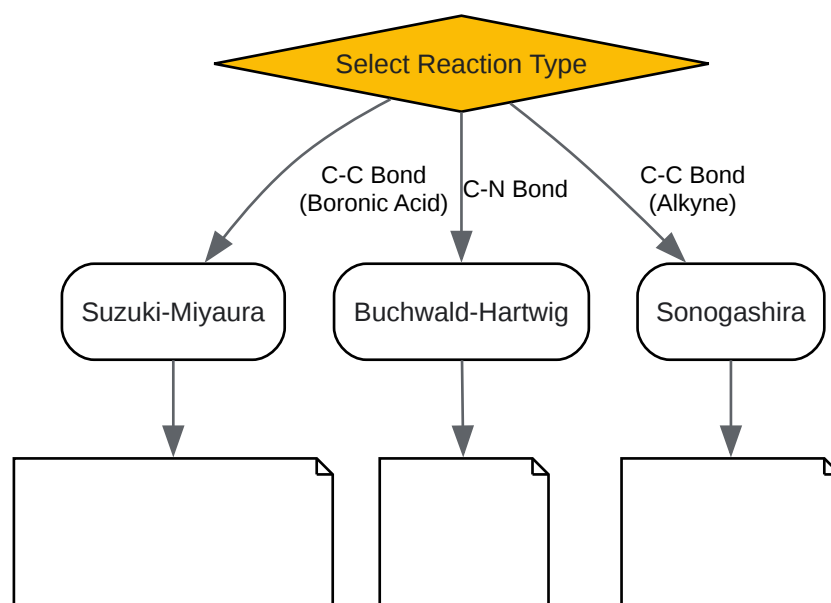 Select Reaction Type
C-C Bond
(Boronic Acid)
C-N Bond
C-C Bond
(Alkyne)
Suzuki-Miyaura
Buchwald-Hartwig
Sonogashira